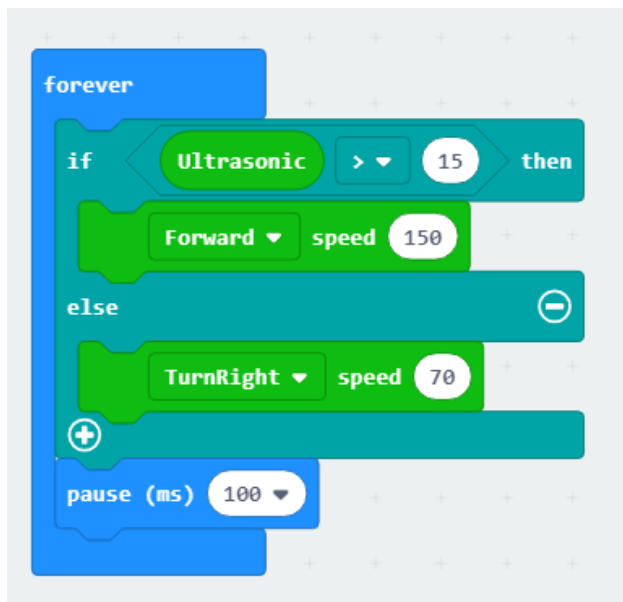 forever
if Ultrasonic > 15 then
Forward speed 150
else
TurnRight speed 70
pause (ms) 100